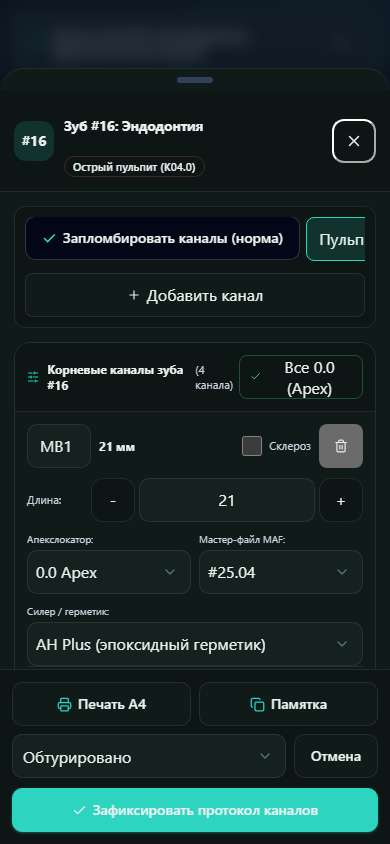 #16
Зуб #16: Эндодонтия
Острый пульпит (K04.0)
Запломбировать каналы (норма)
Пульп
+ Добавить канал
Корневые каналы зуба
#16
(4
канала)
Все 0.0
(Apex)
MB1
21 мм
Склероз
Длина:
-
21
+
Апекслокатор:
Мастер-файл MAF:
0.0 Apex
#25.04
Силер / герметик:
AH Plus (эпоксидный герметик)
Печать А4
Памятка
Обтурировано
Отмена
Зафиксировать протокол каналов